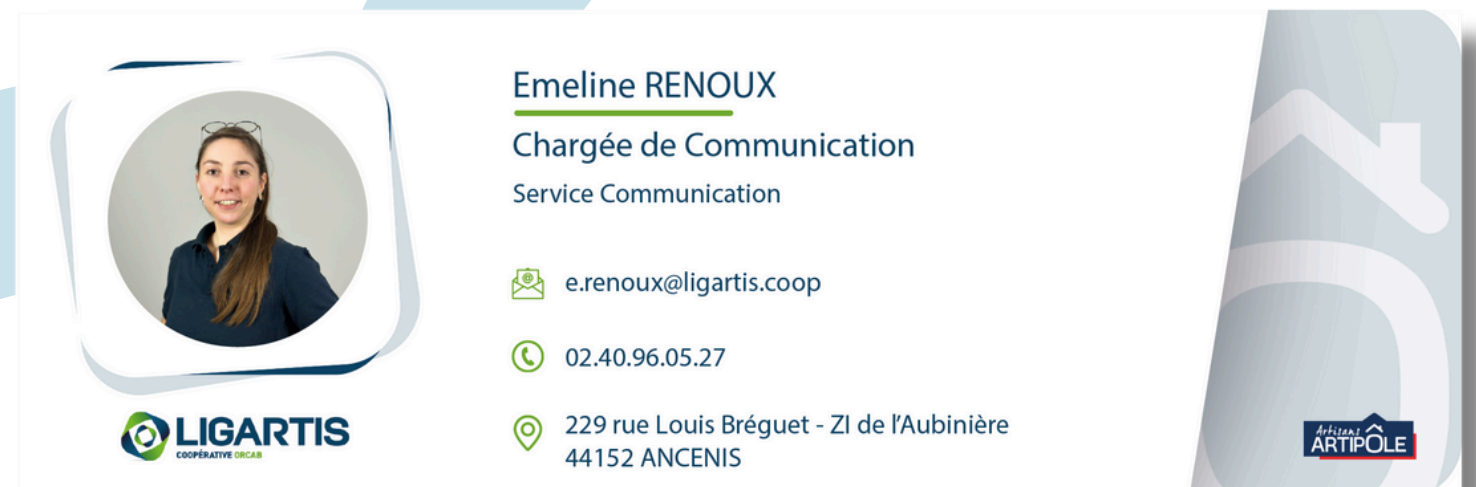 Emeline RENOUX
Chargée de Communication
Service Communication
e.renoux@ligartis.coop
02.40.96.05.27
229 rue Louis Bréguet - ZI de l'Aubinière
44152 ANCENIS
LIGARTIS
COOPÉRATIVE ORCAB
Artisans
ARTIPÔLE